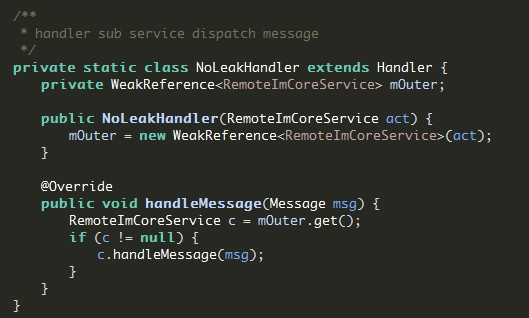 /**
 * handler sub service dispatch message
 */
private static class NoLeakHandler extends Handler {
    private WeakReference<RemoteImCoreService> mOuter;

    public NoLeakHandler(RemoteImCoreService act) {
        mOuter = new WeakReference<RemoteImCoreService>(act);
    }

    @Override
    public void handleMessage(Message msg) {
        RemoteImCoreService c = mOuter.get();
        if (c != null) {
            c.handleMessage(msg);
        }
    }
}